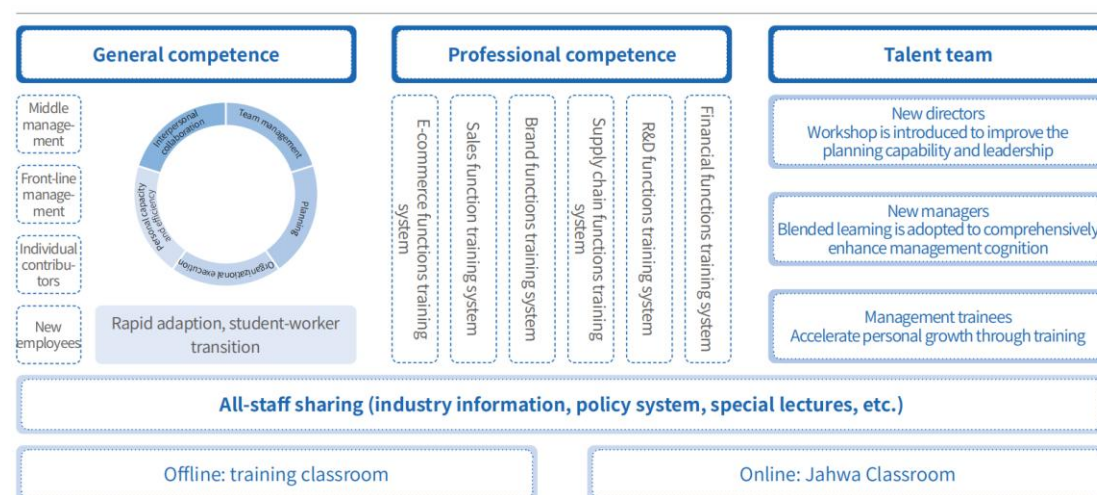 General competence
Professional competence
Talent team
Middle
manage-
ment
Front-line
manage-
ment
Individual
contribu-
tors
New
employees
Interpersonal
collaboration
Team management
Planning
Organizational execution
Personal capacity
and efficiency
Rapid adaption, student-worker
transition
E-commerce functions training
system
Sales function training system
Brand functions training system
Supply chain functions training
system
R&D functions training system
Financial functions training system
New directors
Workshop is introduced to improve the
planning capability and leadership
New managers
Blended learning is adopted to comprehensively
enhance management cognition
Management trainees
Accelerate personal growth through training
All-staff sharing (industry information, policy system, special lectures, etc.)
Offline: training classroom
Online: Jahwa Classroom